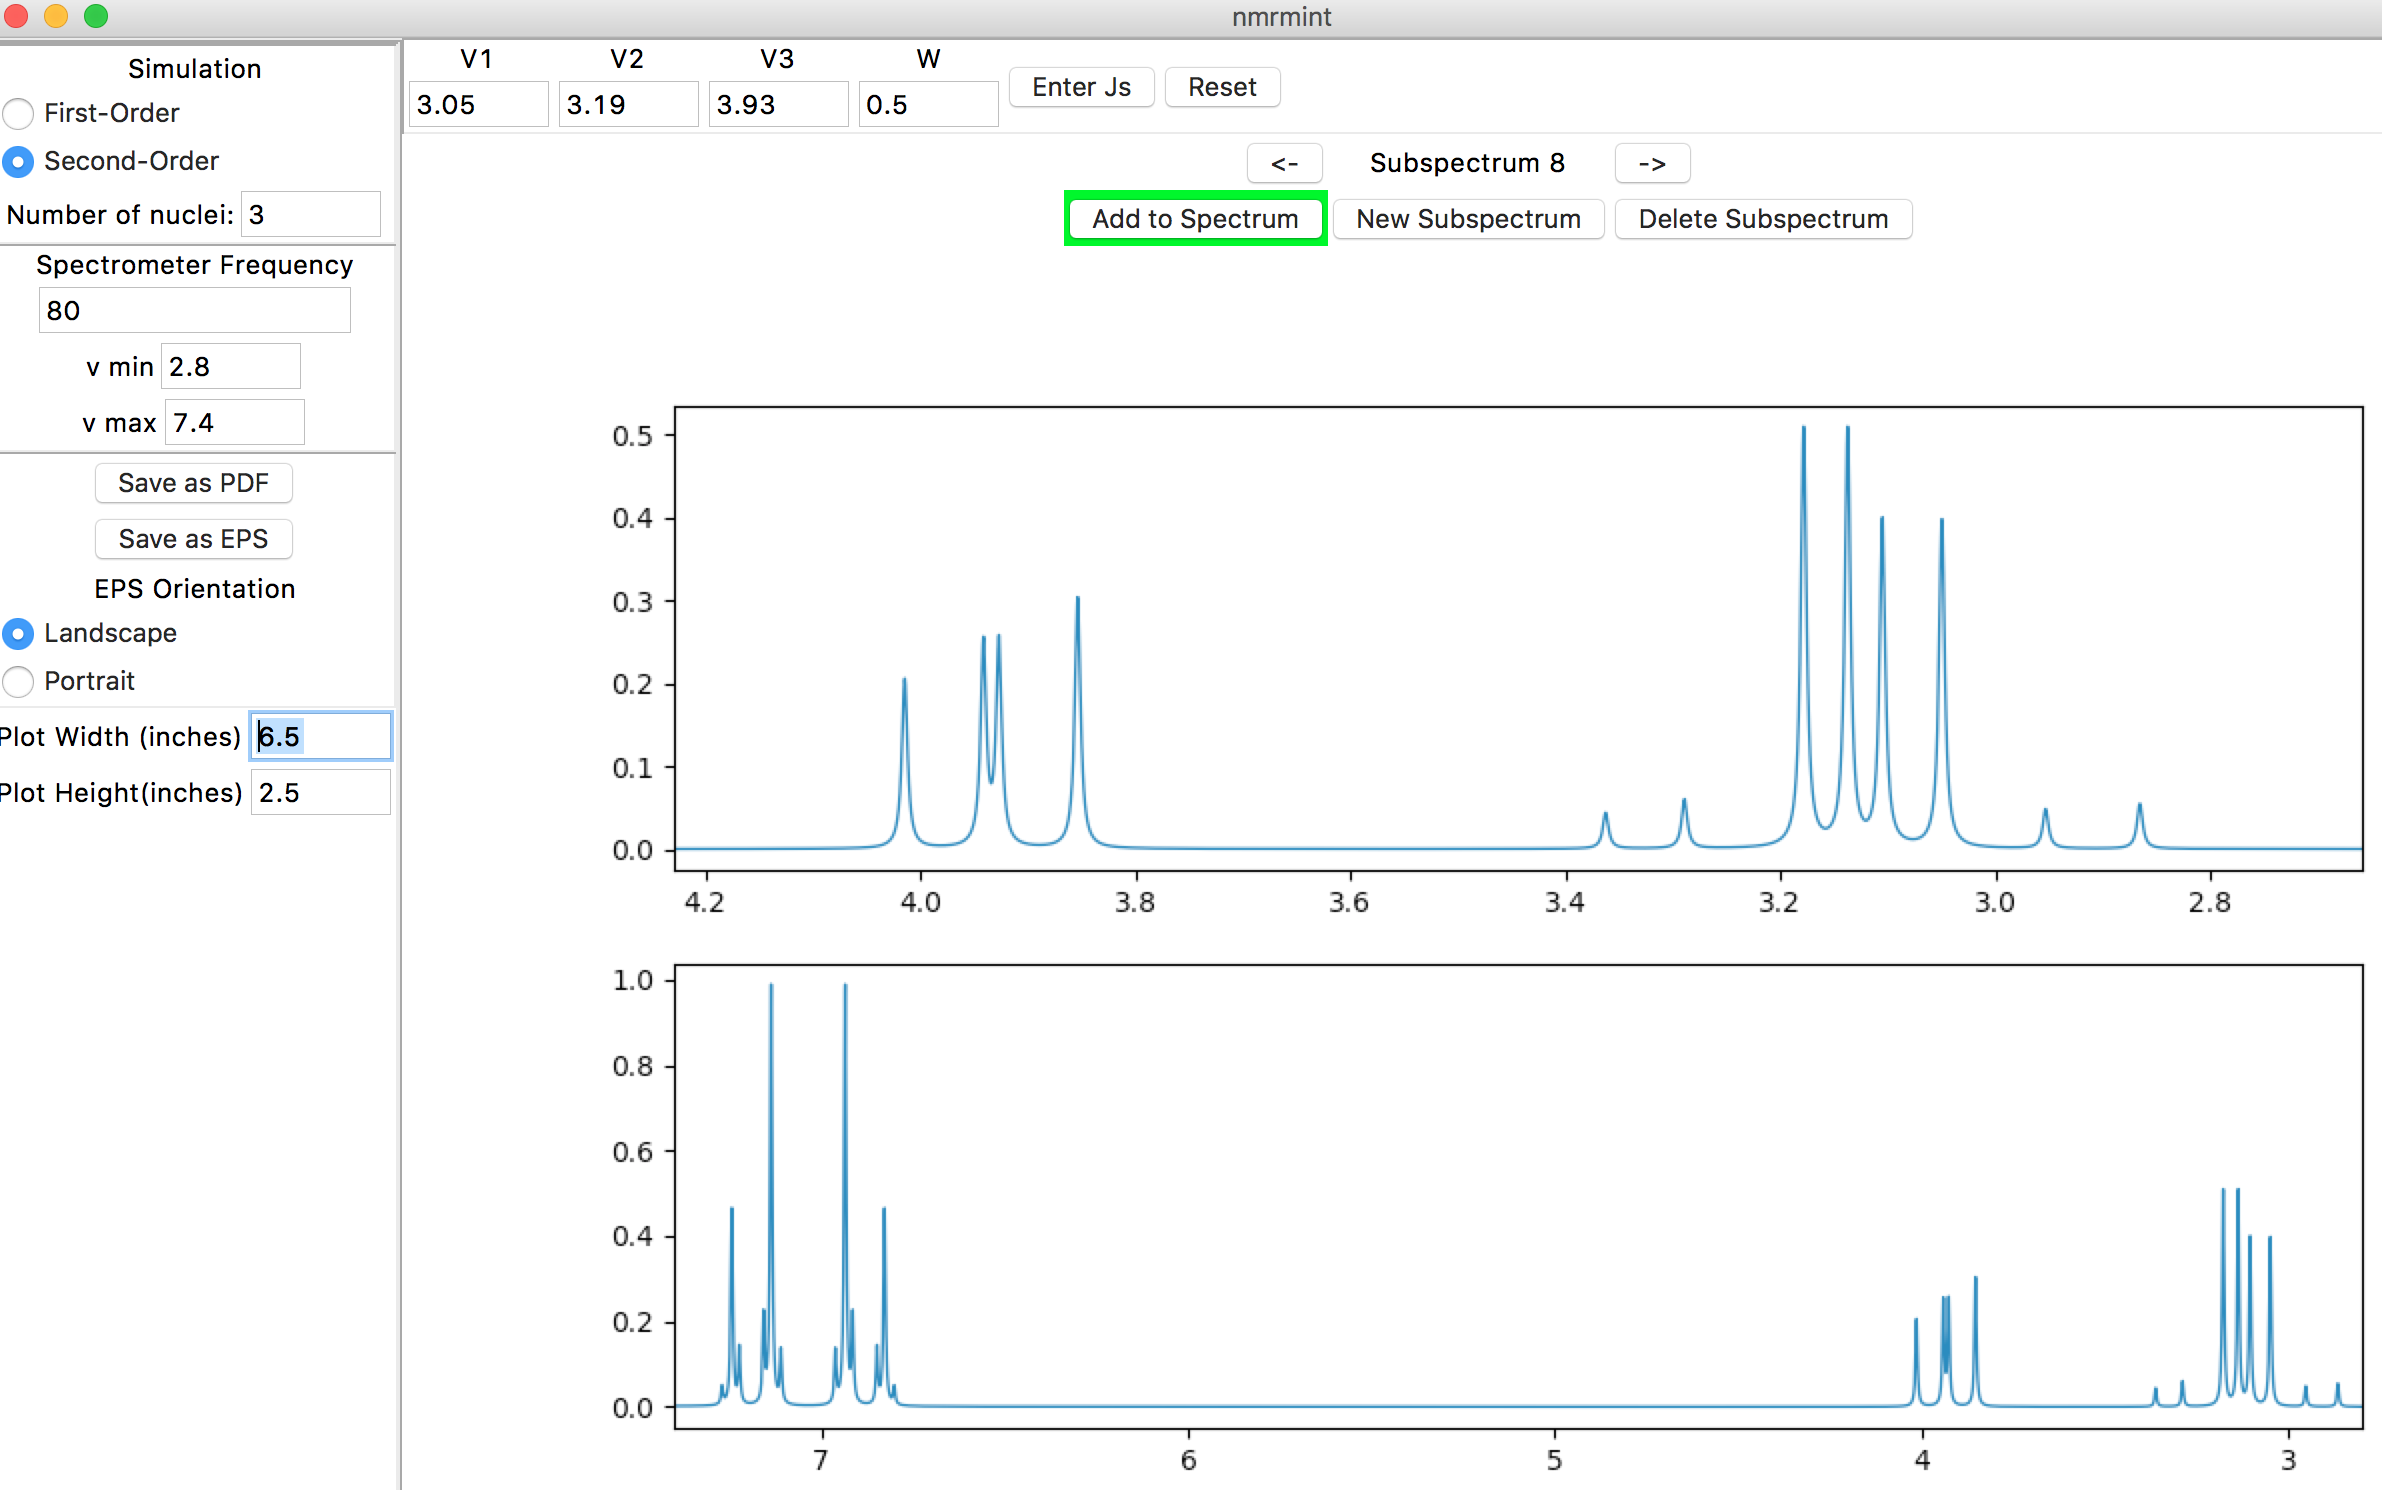 nmrmint
Simulation
First-Order
Second-Order
Number of nuclei: 3
Spectrometer Frequency
80
v min 2.8
v max 7.4
Save as PDF
Save as EPS
EPS Orientation
Landscape
Portrait
Plot Width (inches) 6.5
Plot Height(inches) 2.5
V1 V2 V3 W
3.05 3.19 3.93 0.5 Enter Js Reset
<- Subspectrum 8 ->
Add to Spectrum New Subspectrum Delete Subspectrum
0.5
0.4
0.3
0.2
0.1
0.0
4.2 4.0 3.8 3.6 3.4 3.2 3.0 2.8
1.0
0.8
0.6
0.4
0.2
0.0
7 6 5 4 3